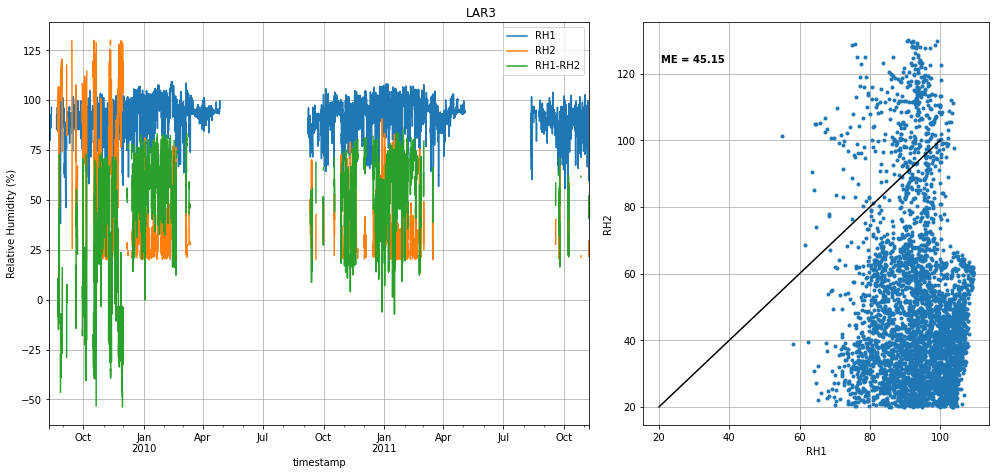 LAR3
RH1
RH2
RH1-RH2
Relative Humidity (%)
125
100
75
50
25
0
−25
−50
Oct
Jan
2010
Apr
Jul
Oct
Jan
2011
Apr
Jul
Oct
timestamp
ME = 45.15
RH2
120
100
80
60
40
20
20
40
60
80
100
RH1